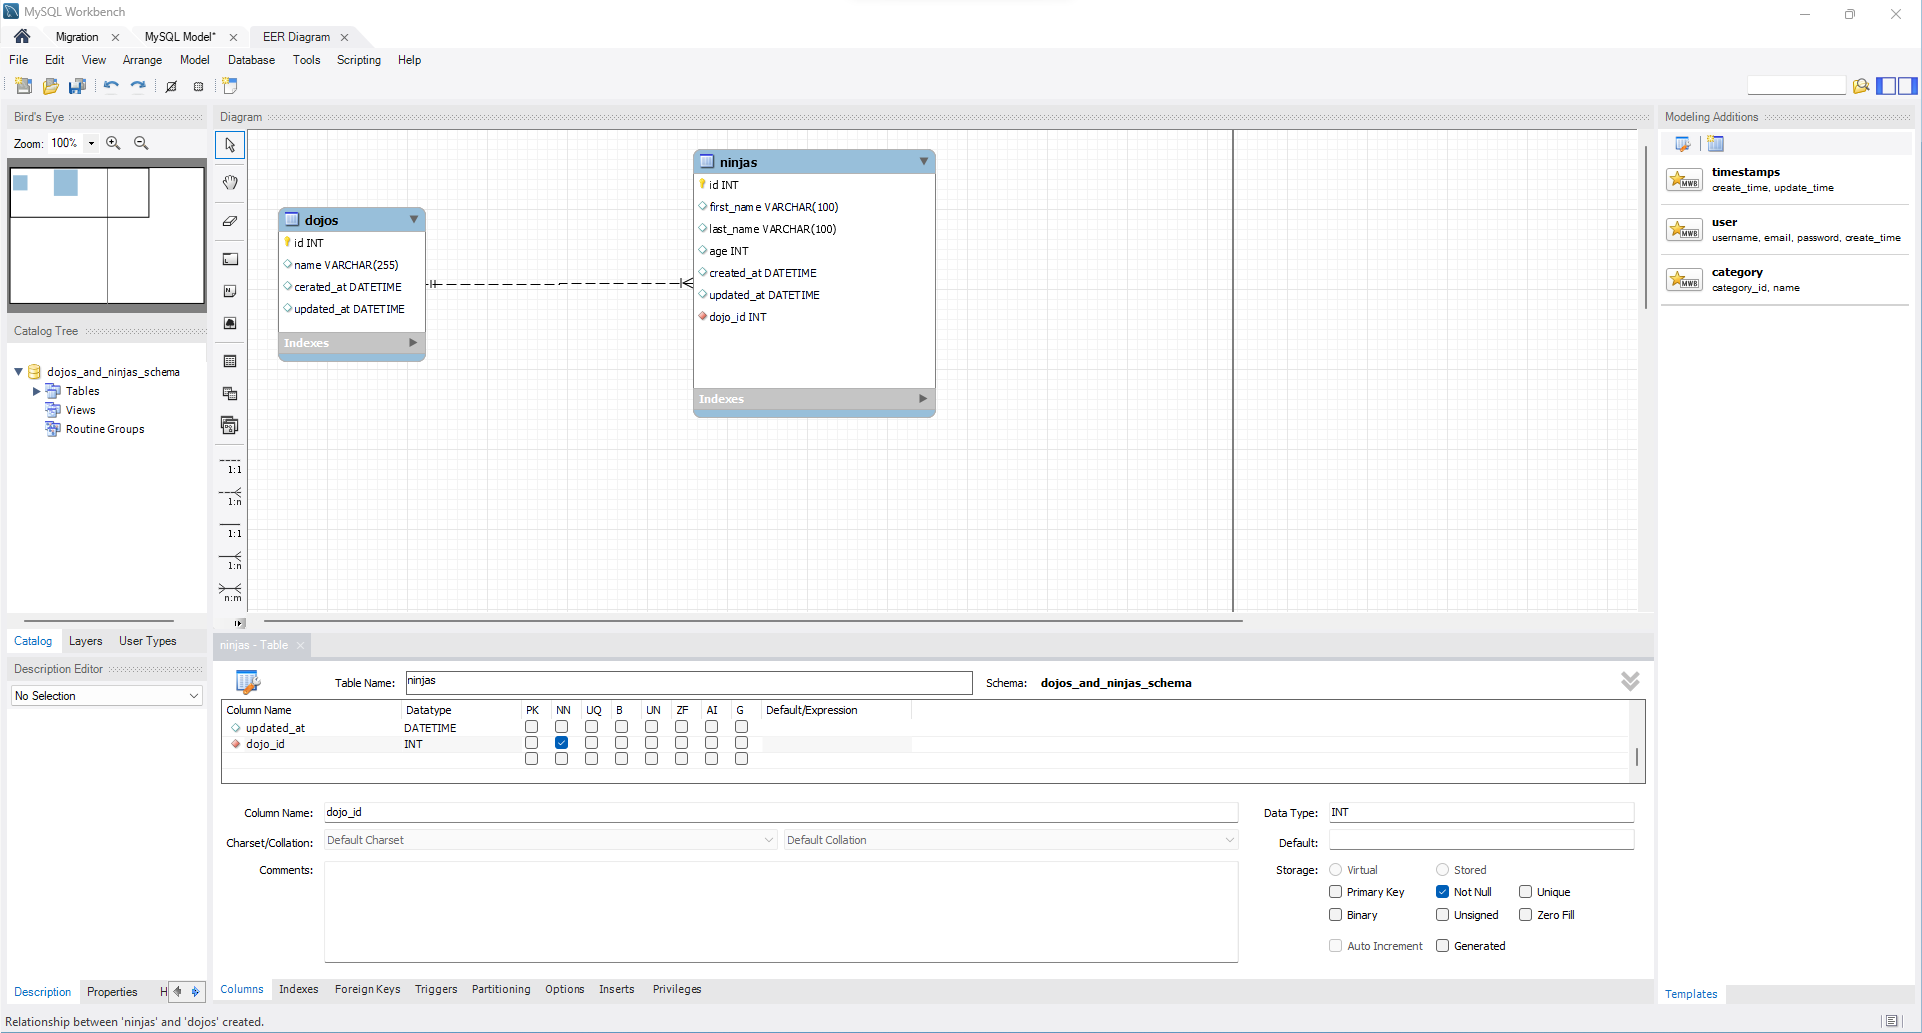 MySQL Workbench
Migration
MySQL Model*
EER Diagram
File Edit View Arrange Model Database Tools Scripting Help
Bird's Eye
Zoom: 100%
Catalog Tree
dojos_and_ninjas_schema
Tables
Views
Routine Groups
Catalog Layers User Types
Description Editor
No Selection
Description Properties H
Diagram
1:1
1:n
1:1
1:n
n:m
dojos
id INT
name VARCHAR(255)
cerated_at DATETIME
updated_at DATETIME
Indexes
ninjas
id INT
first_name VARCHAR(100)
last_name VARCHAR(100)
age INT
created_at DATETIME
updated_at DATETIME
dojo_id INT
Indexes
Modeling Additions
MWB
timestamps
create_time, update_time
MWB
user
username, email, password, create_time
MWB
category
category_id, name
Templates
ninjas - Table
Table Name: ninjas Schema: dojos_and_ninjas_schema
Column Name Datatype PK NN UQ B UN ZF AI G Default/Expression
updated_at DATETIME
dojo_id INT
Column Name: dojo_id
Data Type: INT
Charset/Collation: Default Charset Default Collation
Default:
Comments:
Storage: Virtual Stored
Primary Key Not Null Unique
Binary Unsigned Zero Fill
Auto Increment Generated
Columns Indexes Foreign Keys Triggers Partitioning Options Inserts Privileges
Relationship between 'ninjas' and 'dojos' created.